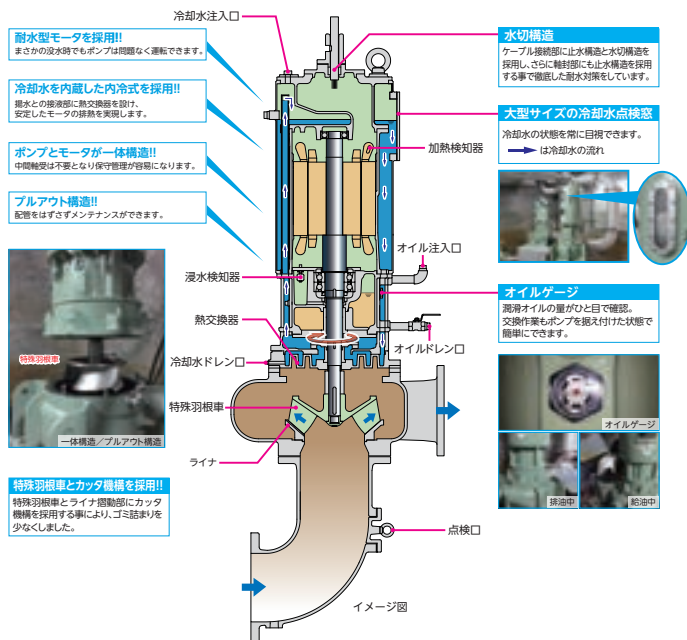 冷却水注入口
耐水型モータを採用!!
まさかの没水時でもポンプは問題なく運転できます。
冷却水を内蔵した内冷式を採用!!
揚水との接液部に熱交換器を設け、
安定したモータの排熱を実現します。
ポンプとモータが一体構造!!
中間軸受は不要となり保守管理が容易になります。
プルアウト構造!!
配管をはずさずメンテナンスができます。
水切構造
ケーブル接続部に止水構造と水切構造を
採用し、さらに軸封部にも止水構造を採用
する事で徹底した耐水対策をしています。
大型サイズの冷却水点検窓
冷却水の状態を常に目視できます。
は冷却水の流れ
加熱検知器
オイル注入口
浸水検知器
オイルゲージ
潤滑オイルの量がひと目で確認。
交換作業もポンプを据え付けた状態で
簡単にできます。
熱交換器
オイルドレン口
冷却水ドレン口
特殊羽根車
特殊羽根車
オイルゲージ
一体構造／プルアウト構造
ライナ
排油中
給油中
特殊羽根車とカッタ機構を採用!!
特殊羽根車とライナ摺動部にカッタ
機構を採用する事により、ゴミ詰まりを
少なくしました。
点検口
イメージ図